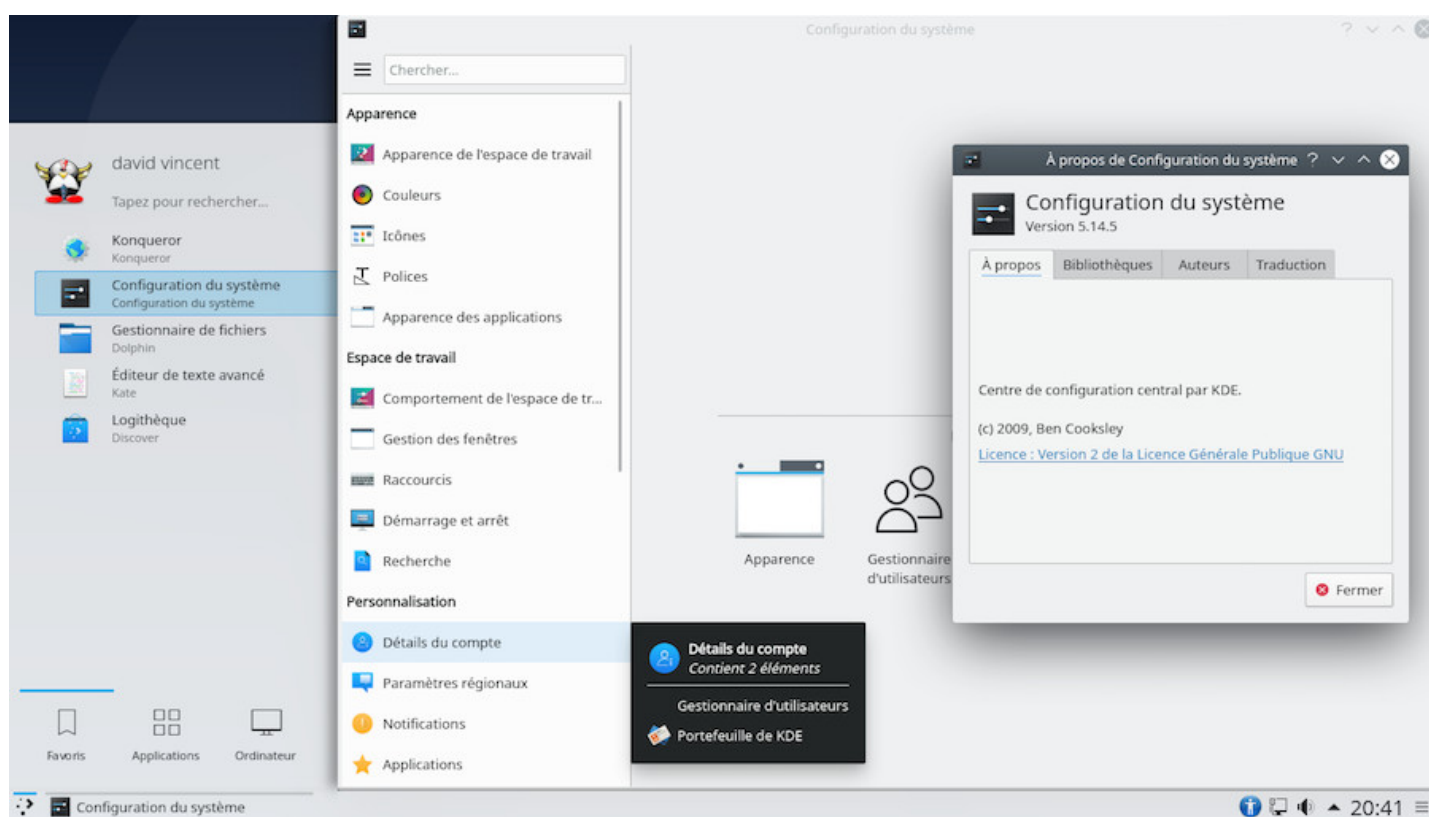 david vincent
Tapez pour rechercher...
Konqueror
Konqueror
Configuration du système
Configuration du système
Gestionnaire de fichiers
Dolphin
Éditeur de texte avancé
Kate
Logithèque
Discover
Favoris
Applications
Ordinateur
Configuration du système
Configuration du système
Chercher...
Apparence
Apparence de l'espace de travail
Couleurs
Icônes
Polices
Apparence des applications
Espace de travail
Comportement de l'espace de tr...
Gestion des fenêtres
Raccourcis
Démarrage et arrêt
Recherche
Personnalisation
Détails du compte
Paramètres régionaux
Notifications
Applications
Détails du compte
Contient 2 éléments
Gestionnaire d'utilisateurs
Portefeuille de KDE
Apparence
Gestionnaire
d'utilisateurs
À propos de Configuration du système
Configuration du système
Version 5.14.5
À propos
Bibliothèques
Auteurs
Traduction
Centre de configuration central par KDE.
(c) 2009, Ben Cooksley
Licence : Version 2 de la Licence Générale Publique GNU
Fermer
20:41